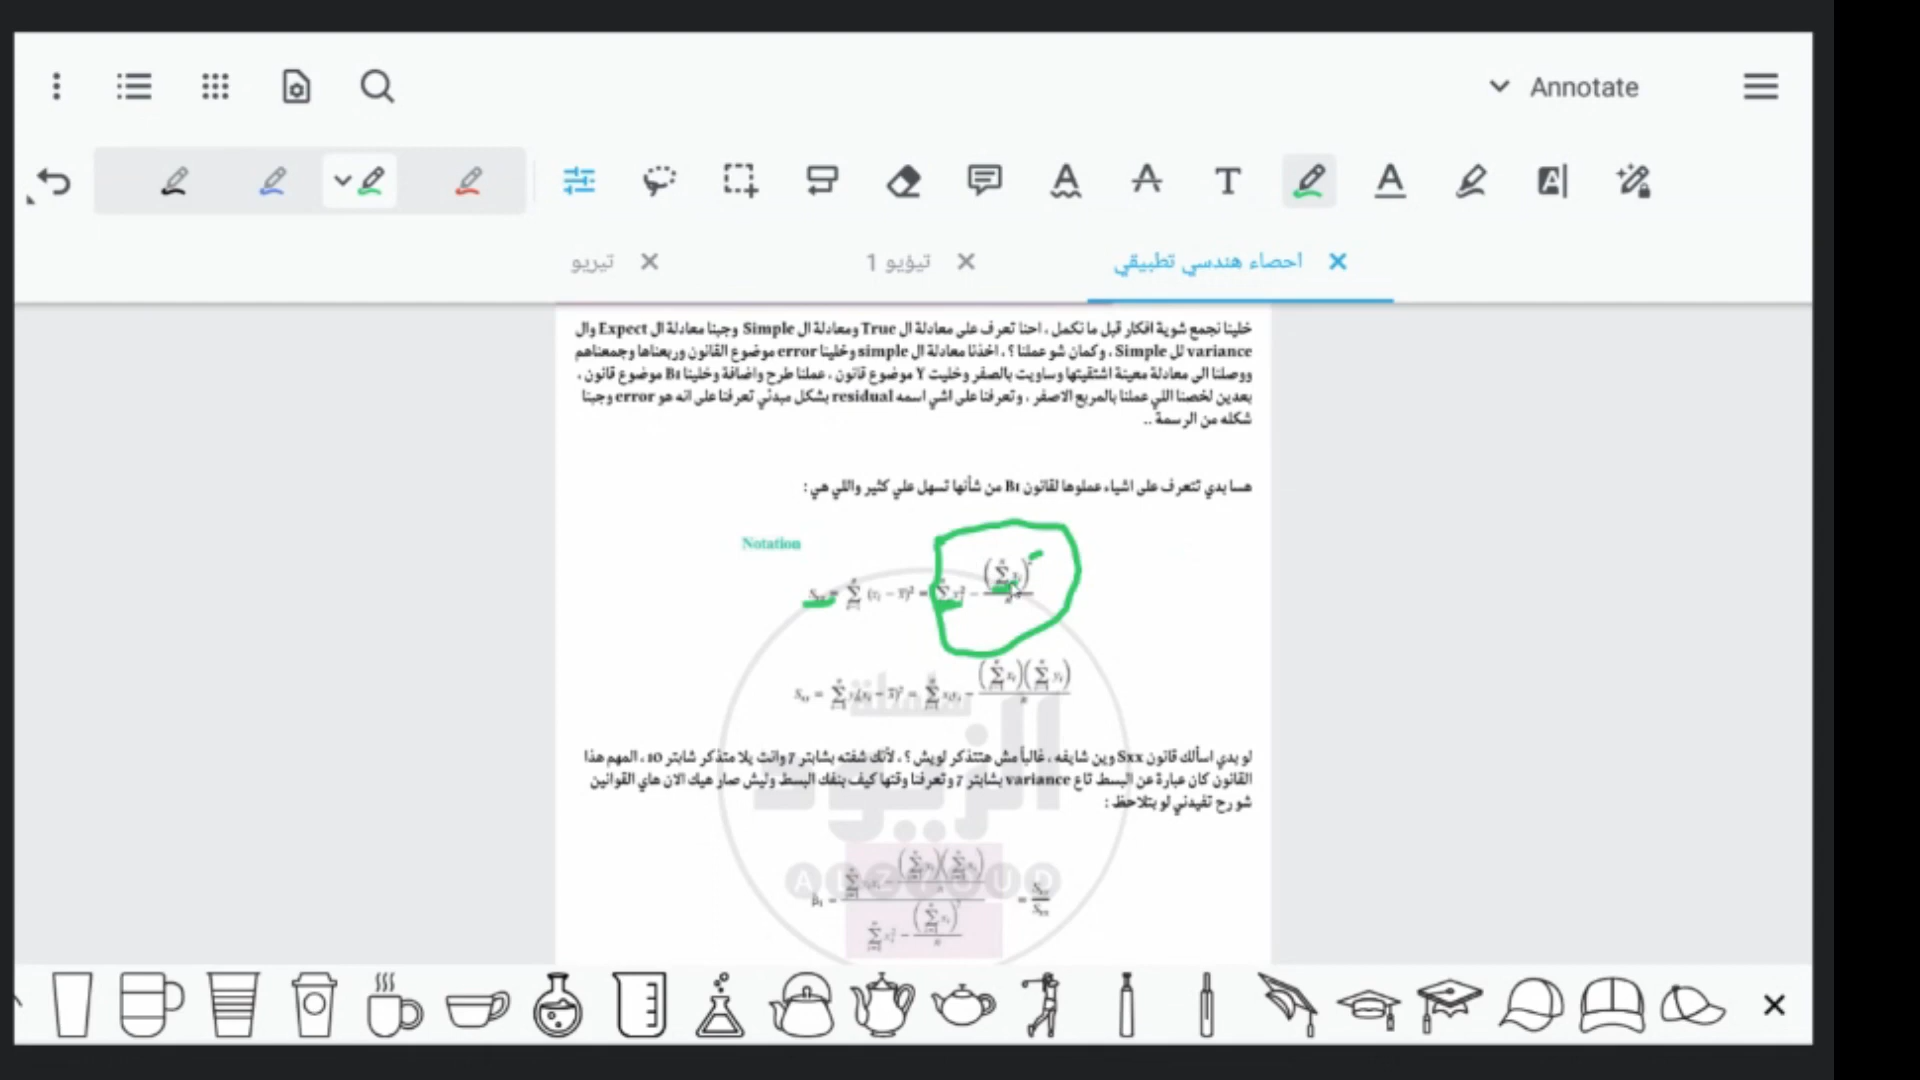 Annotate
احصاء هندسي تطبيقي
تيؤيو 1
تيريو
خلينا نجمع شوية افكار قبل ما نكمل ، احنا تعرف على معادلة ال True ومعادلة ال Simple وجبنا معادلة ال Expect وال
variance لل Simple ، وكمان شو عملنا ؟ ، اخذنا معادلة ال simple وخلينا error موضوع القانون وربعناها وجمعناهم
ووصلنا الى معادلة معينة اشتقيتها وساويت بالصفر وخليت Y موضوع قانون ، عملنا طرح واضافة وخلينا B1 موضوع قانون ،
بعدين لخصنا اللي عملنا بالمربع الاصفر ، وتعرفنا على اشي اسمه residual بشكل مبدئي تعرفنا على انه هو error وجبنا
شكله من الرسمة ..
هسا بدي تتعرف على اشياء عملوها لقانون B1 من شأنها تسهل علي كثير واللي هي :
Notation
لو بدي اسألك قانون Sxx وين شايفه ، غالباً مش هتتذكر لويش ؟ ، لأنك شفته بشابتر 7 وانت يلا متذكر شابتر 10 ، المهم هذا
القانون كان عبارة عن البسط تاع variance بشابتر 7 وتعرفنا وقتها كيف بنفك البسط وليش صار هيك الان هاي القوانين
شو رح تفيدني لو بتلاحظ :
سلسلة
الزيود
ALZYOUD